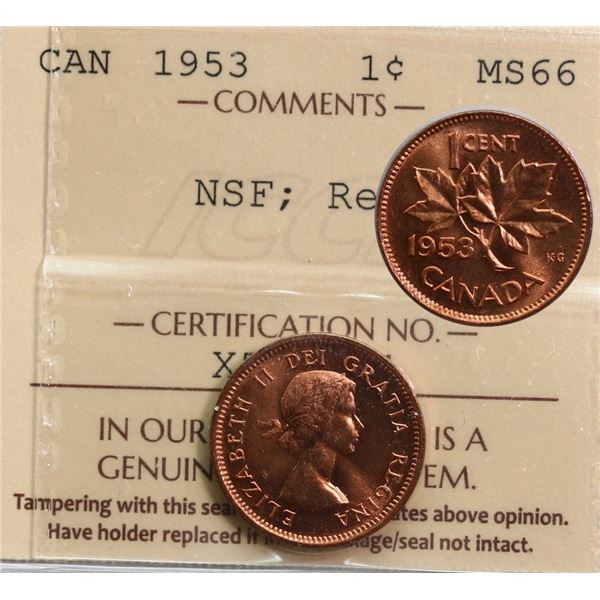 CAN 1953 1¢ MS66
COMMENTS
NSF; Re
CERTIFICATION NO.
IN OUR IS A
GENUIN EM.
Tampering with this sea ates above opinion.
Have holder replaced if age/seal not intact.
1 CENT
1953
KG
CANADA
ELIZABETH II DEI GRATIA REGINA